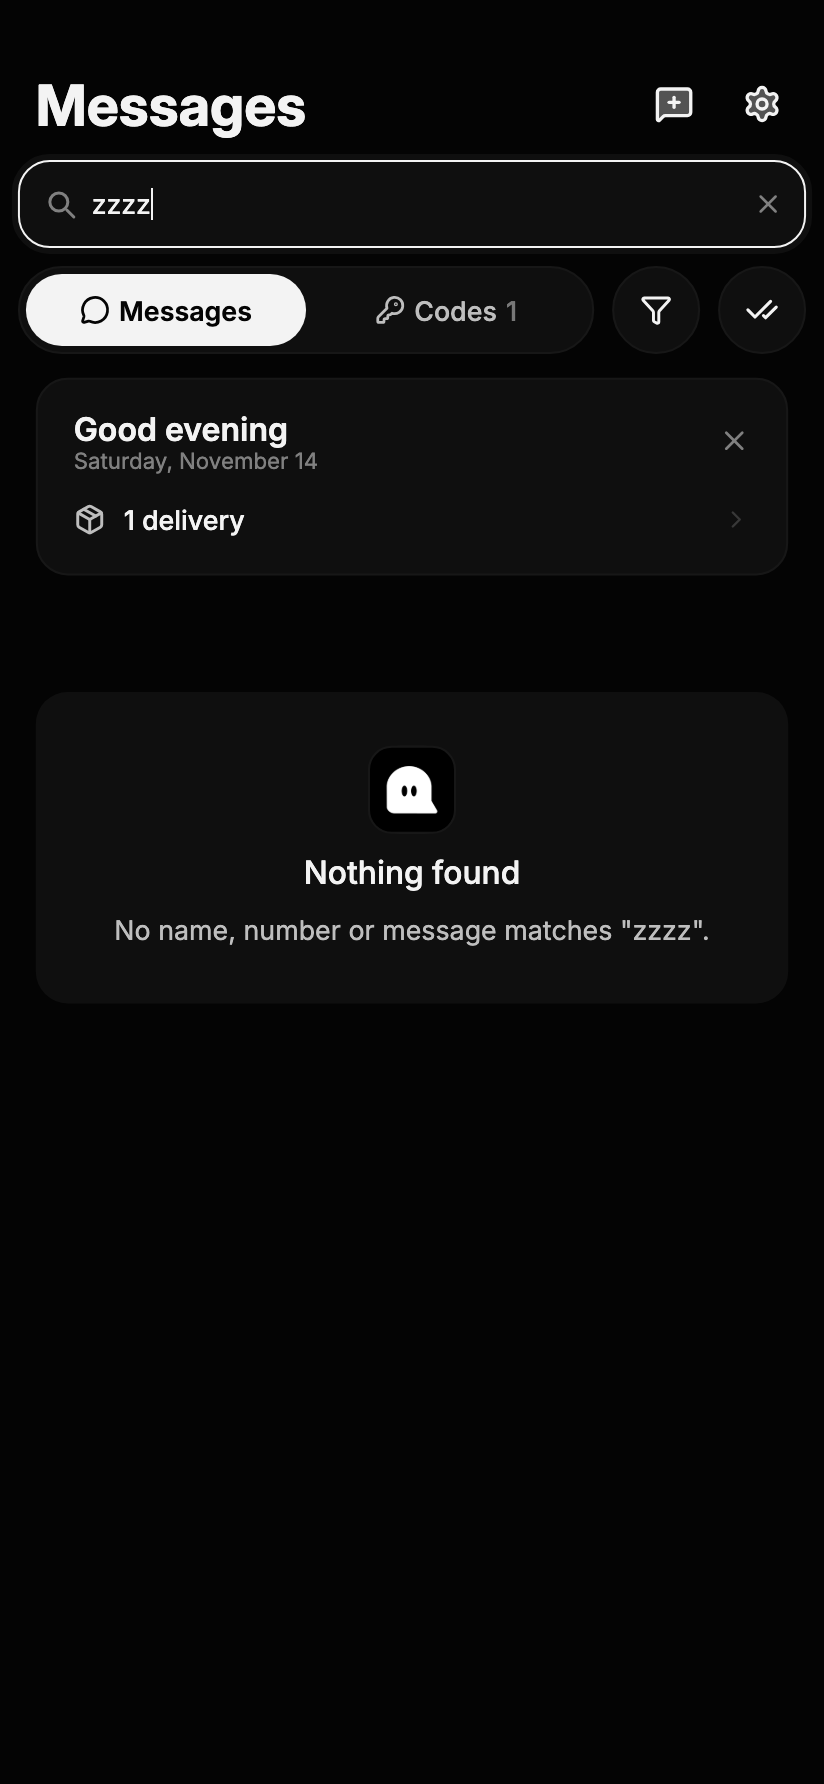 Messages
zzzz
Messages
Codes 1
Good evening
Saturday, November 14
1 delivery
Nothing found
No name, number or message matches "zzzz".